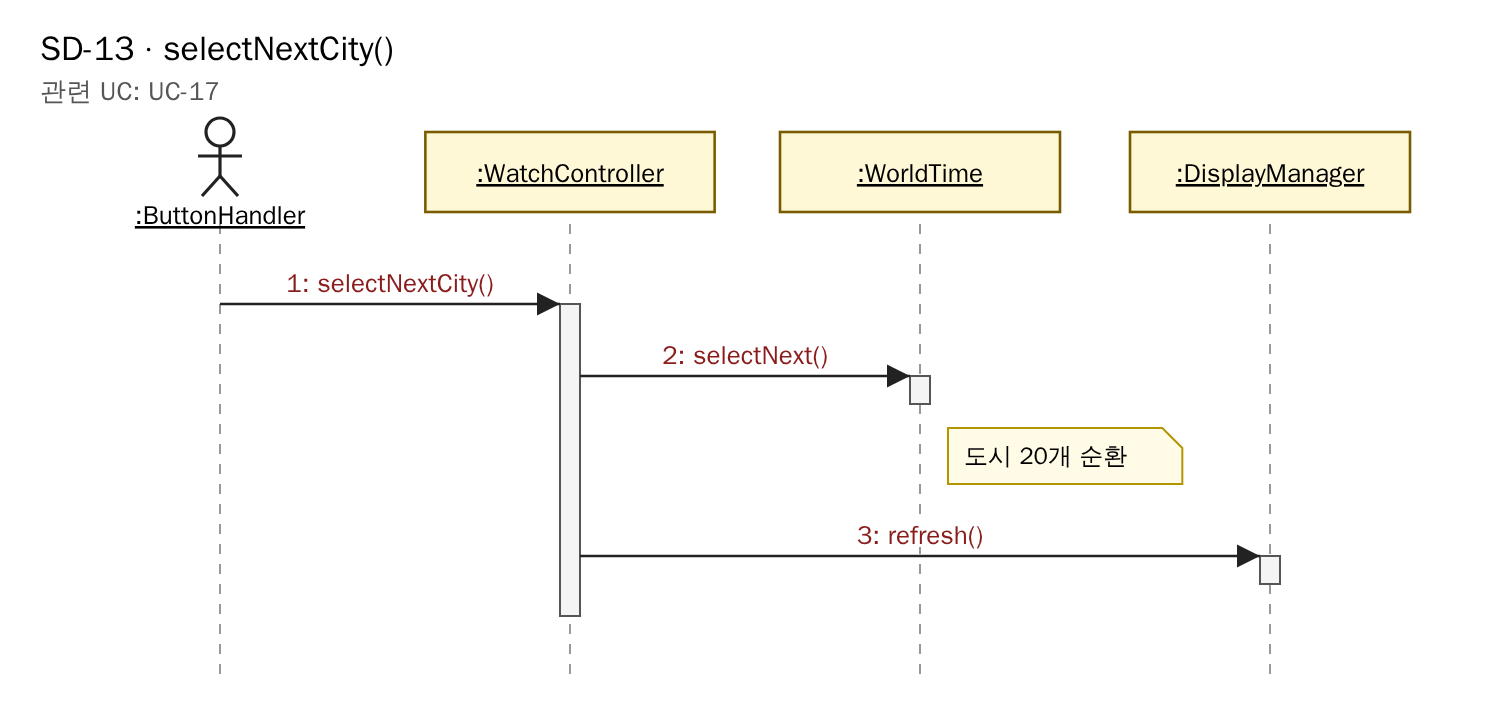 SD-13 · selectNextCity()
관련 UC: UC-17
:ButtonHandler
:WatchController
:WorldTime
:DisplayManager
1: selectNextCity()
2: selectNext()
도시 20개 순환
3: refresh()